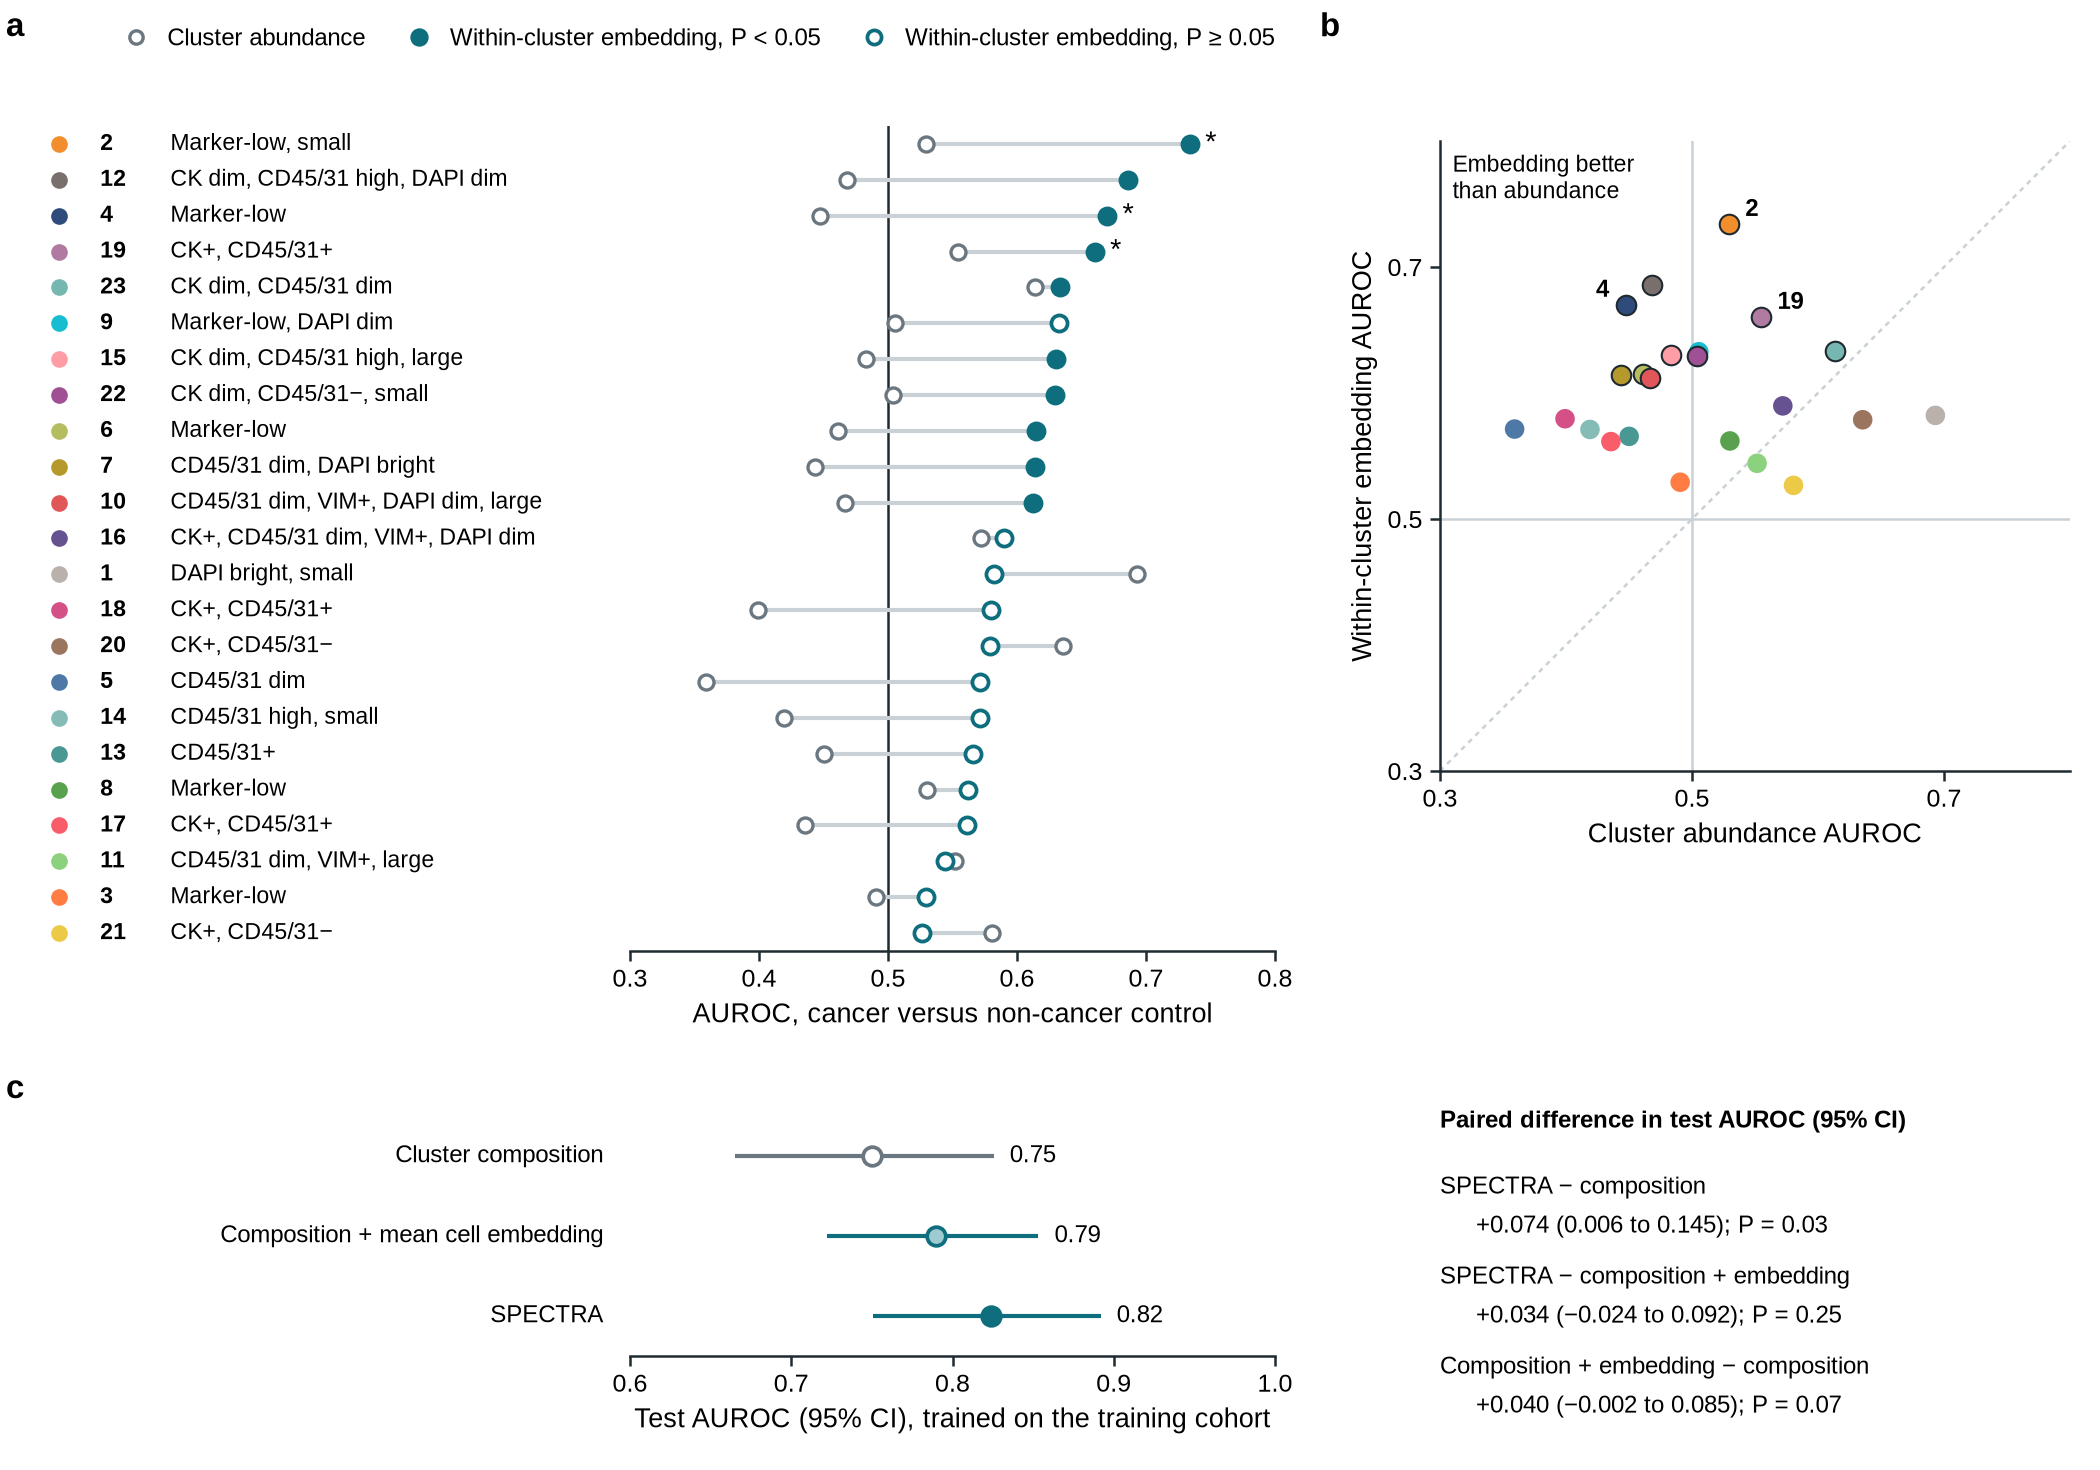 a
Cluster abundance
Within-cluster embedding, P < 0.05
Within-cluster embedding, P ≥ 0.05
2 Marker-low, small
*
12 CK dim, CD45/31 high, DAPI dim
4 Marker-low
*
19 CK+, CD45/31+
*
23 CK dim, CD45/31 dim
9 Marker-low, DAPI dim
15 CK dim, CD45/31 high, large
22 CK dim, CD45/31−, small
6 Marker-low
7 CD45/31 dim, DAPI bright
10 CD45/31 dim, VIM+, DAPI dim, large
16 CK+, CD45/31 dim, VIM+, DAPI dim
1 DAPI bright, small
18 CK+, CD45/31+
20 CK+, CD45/31−
5 CD45/31 dim
14 CD45/31 high, small
13 CD45/31+
8 Marker-low
17 CK+, CD45/31+
11 CD45/31 dim, VIM+, large
3 Marker-low
21 CK+, CD45/31−
0.3 0.4 0.5 0.6 0.7 0.8
AUROC, cancer versus non-cancer control
b
Embedding better
than abundance
2
4
19
Within-cluster embedding AUROC
0.7
0.5
0.3
0.3 0.5 0.7
Cluster abundance AUROC
c
Cluster composition
0.75
Composition + mean cell embedding
0.79
SPECTRA
0.82
0.6 0.7 0.8 0.9 1.0
Test AUROC (95% CI), trained on the training cohort
Paired difference in test AUROC (95% CI)
SPECTRA − composition
+0.074 (0.006 to 0.145); P = 0.03
SPECTRA − composition + embedding
+0.034 (−0.024 to 0.092); P = 0.25
Composition + embedding − composition
+0.040 (−0.002 to 0.085); P = 0.07